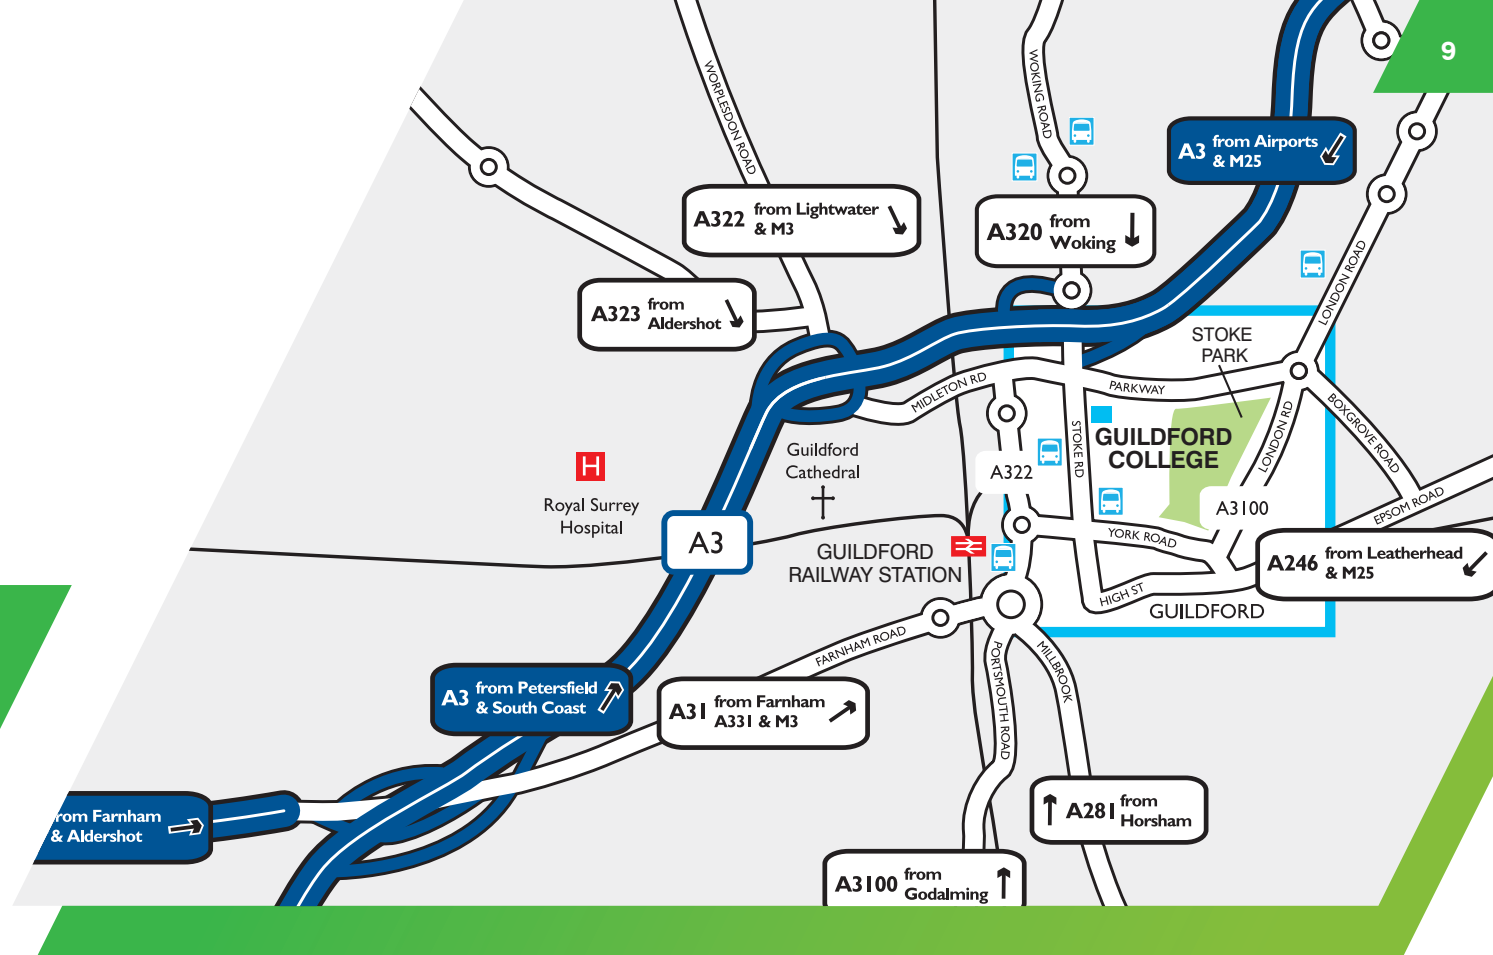 9
WORPLESDON ROAD
WOKING ROAD
A3 from Airports
& M25
A322 from Lightwater
& M3
A320 from
Woking
LONDON ROAD
A323 from
Aldershot
STOKE
PARK
MIDLETON RD
PARKWAY
BOXGROVE ROAD
STOKE RD
GUILDFORD
COLLEGE
LONDON RD
H
Royal Surrey
Hospital
Guildford
Cathedral
A322
A3100
EPSOM ROAD
A3
GUILDFORD
RAILWAY STATION
YORK ROAD
A246 from Leatherhead
& M25
HIGH ST
GUILDFORD
FARNHAM ROAD
PORTSMOUTH ROAD
MILLBROOK
A3 from Petersfield
& South Coast
A31 from Farnham
A331 & M3
rom Farnham
& Aldershot
A281 from
Horsham
A3100 from
Godalming